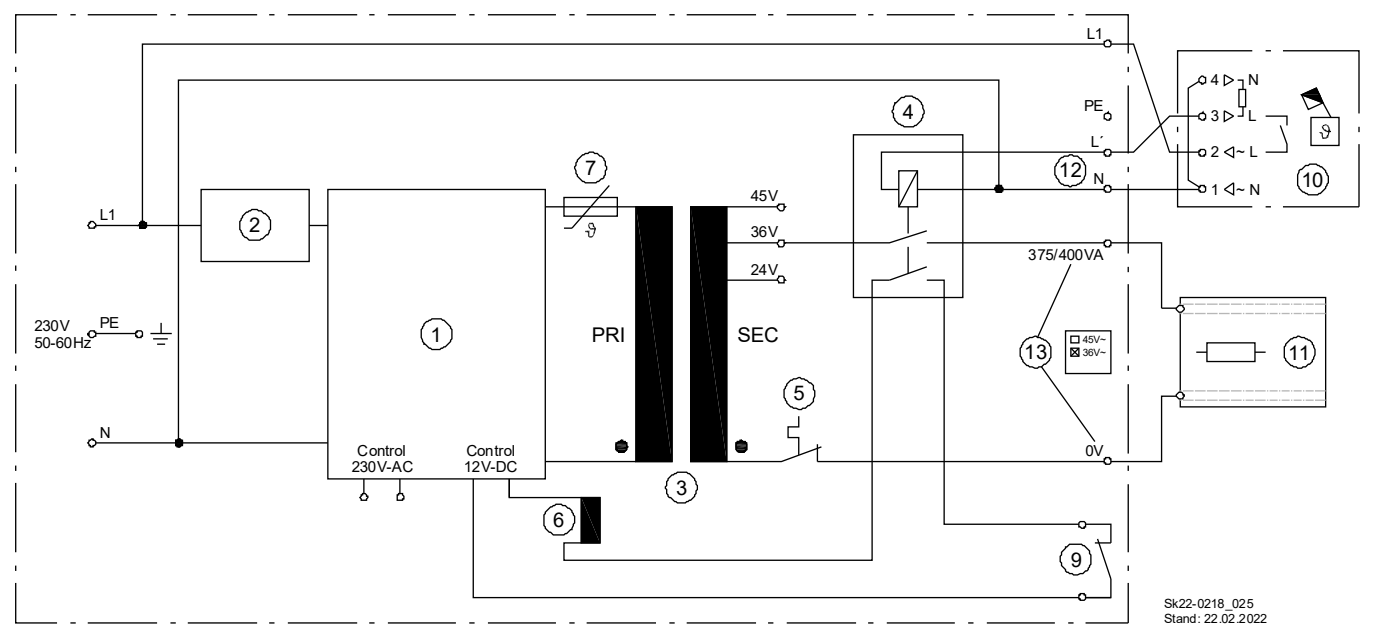 L1
4 N
4
PE
3 L
ϑ
L´
7
12
2 ~ L
10
N
1 ~ N
45V
L1
2
ϑ
36V
375/400VA
24V
230V
50-60Hz
PE
1
PRI
SEC
13
45V~
36V~
11
5
N
Control
230V-AC
Control
12V-DC
0V
3
6
9
Sk22-0218_025
Stand: 22.02.2022